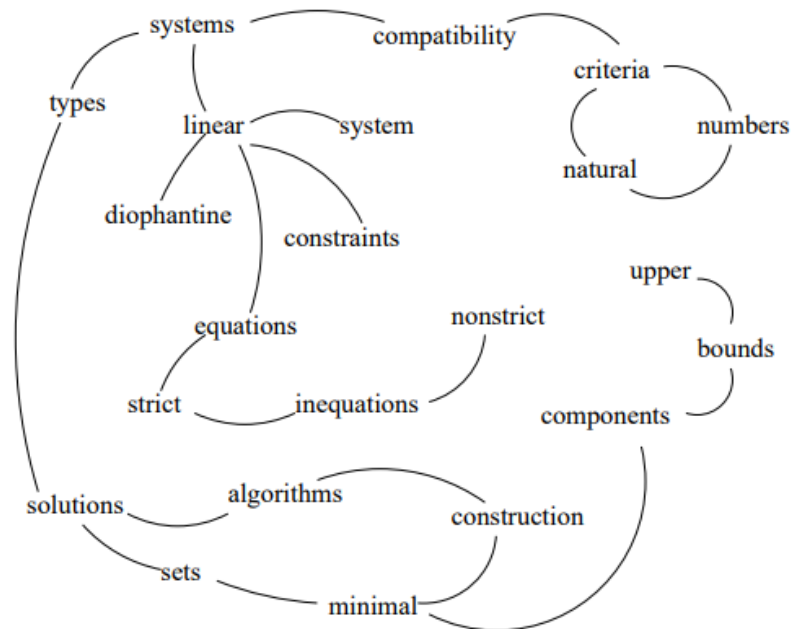 systems
compatibility
criteria
types
linear
system
numbers
natural
diophantine
constraints
upper
equations
nonstrict
bounds
strict
inequations
components
solutions
algorithms
construction
sets
minimal